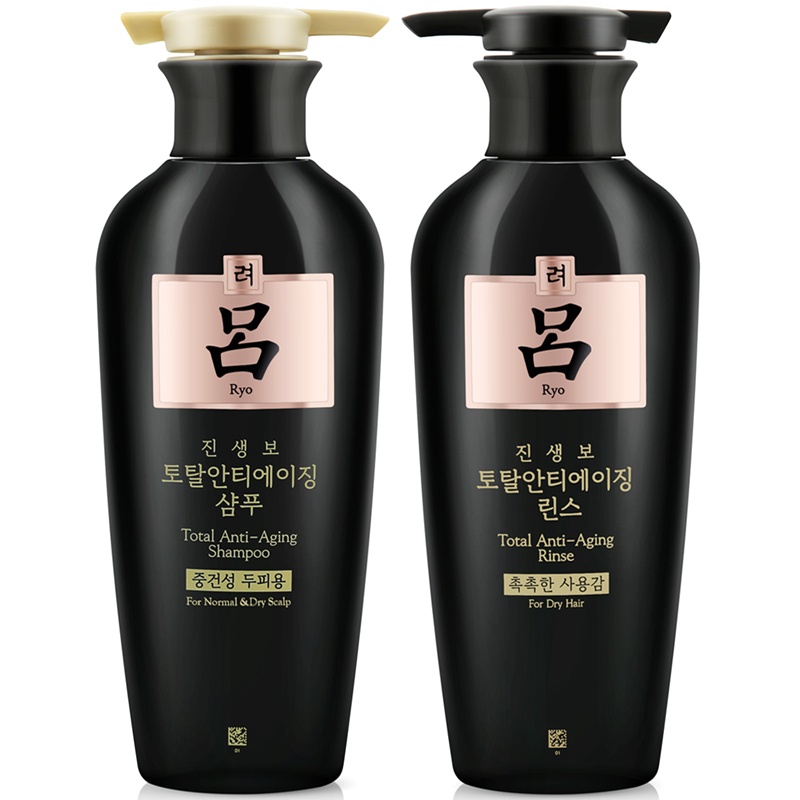 려
呂
Ryo
진생보
토탈안티에이징
샴푸
Total Anti-Aging
Shampoo
중건성 두피용
For Normal & Dry Scalp
01
려
呂
Ryo
진생보
토탈안티에이징
린스
Total Anti-Aging
Rinse
촉촉한 사용감
For Dry Hair
01